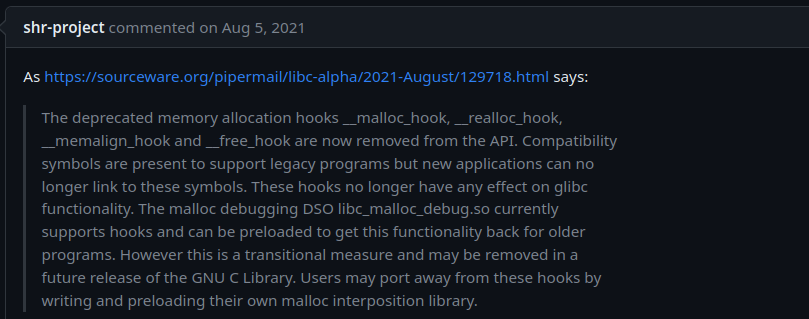 shr-project commented on Aug 5, 2021
As https://sourceware.org/pipermail/libc-alpha/2021-August/129718.html says:
The deprecated memory allocation hooks __malloc_hook, __realloc_hook,
__memalign_hook and __free_hook are now removed from the API. Compatibility
symbols are present to support legacy programs but new applications can no
longer link to these symbols. These hooks no longer have any effect on glibc
functionality. The malloc debugging DSO libc_malloc_debug.so currently
supports hooks and can be preloaded to get this functionality back for older
programs. However this is a transitional measure and may be removed in a
future release of the GNU C Library. Users may port away from these hooks by
writing and preloading their own malloc interposition library.